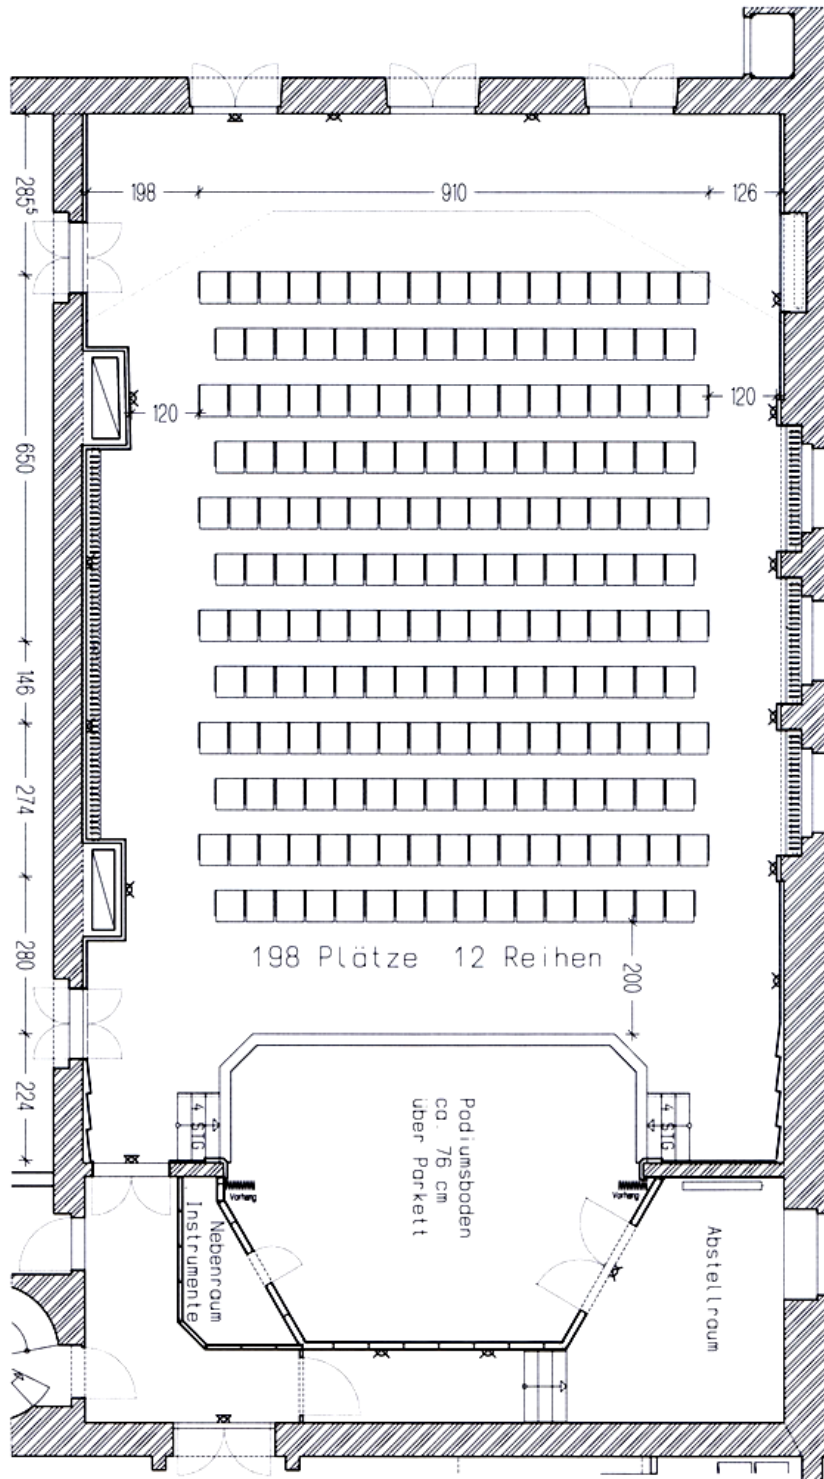 198
910
126
285⁵
120
120
650
146
274
280
224
198 Plätze 12 Reihen
200
4 STG
4 STG
Podiumsboden
ca. 76 cm
über Parkett
Vorhang
Vorhang
Nebenraum
Instrumente
Abstellraum